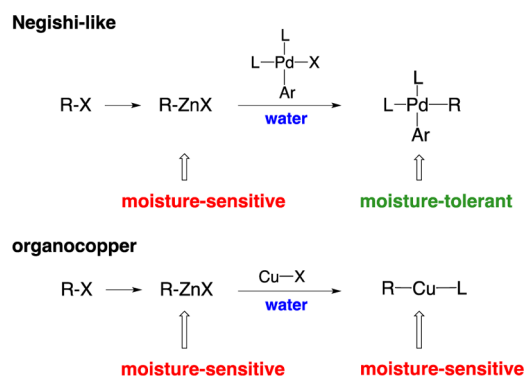 Negishi-like
L
L-Pd-X
Ar
R-X
R-ZnX
water
L
L-Pd-R
Ar
moisture-sensitive
moisture-tolerant
organocopper
R-X
R-ZnX
Cu-X
water
R-Cu-L
moisture-sensitive
moisture-sensitive